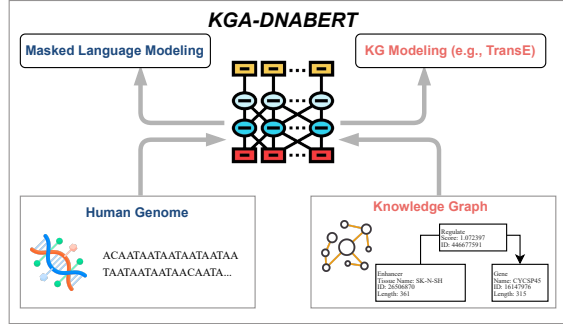 KGA-DNABERT
Masked Language Modeling
KG Modeling (e.g., TransE)
Human Genome
ACAATAATAATAATAATAA
TAATAATAATAACAATA...
Knowledge Graph
Regulate
Score: 1.072397
ID: 446677591
Enhancer
Tissue Name: SK-N-SH
ID: 26506870
Length: 361
Gene
Name: CYCSP45
ID: 16147976
Length: 315